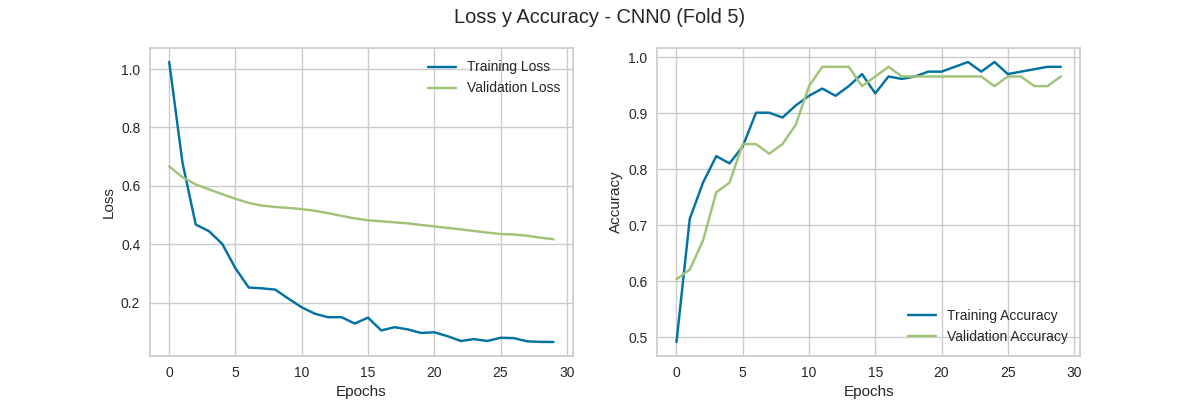 Loss y Accuracy - CNN0 (Fold 5)
1.0
0.8
0.6
0.4
0.2
Loss
0 5 10 15 20 25 30
Epochs
Training Loss
Validation Loss
1.0
0.9
0.8
0.7
0.6
0.5
Accuracy
0 5 10 15 20 25 30
Epochs
Training Accuracy
Validation Accuracy